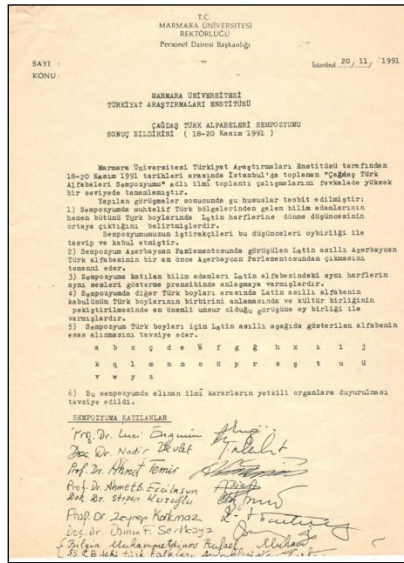 T.C.
MARMARA ÜNİVERSİTESİ
REKTÖRLÜĞÜ
Personel Dairesi Başkanlığı
SAYI :
KONU :
İstanbul 20, 11, 1991
MARMARA ÜNİVERSİTESİ
TÜRKİYAT ARAŞTIRMALARI ENSTİTÜSÜ
ÇAĞDAŞ TÜRK ALFABELERİ SEMPOZYUMU
SONUÇ BİLDİRİSİ ( 18-20 Kasım 1991 )
Marmara Üniversitesi Türkiyat Araştırmaları Enstitüsü tarafından
18-20 Kasım 1991 tarihleri arasında İstanbul'da toplanan "Çağdaş Türk
Alfabeleri Sempozyumu" adlı ilmî toplantı çalışmalarını fevkalade yüksek
bir seviyede tamamlamıştır.
Yapılan görüşmeler sonucunda şu hususlar tesbit edilmiştir:
1) Sempozyumda muhtelif Türk bölgelerinden gelen bilim adamlarının
hemen bütünü Türk boylarında Latin harflerine dönme düşüncesinin
ortaya çıktığını belirtmişlerdir.
Sempozyumumuzun iştirakçileri bu düşünceleri oybirliği ile
tasvip ve kabul etmiştir.
2) Sempozyum Azerbaycan Parlementosunda görüşülen Latin asıllı Azerbaycan
Türk alfabesinin bir an önce Azerbaycan Parlementosundan çıkmasını
temenni eder.
3) Sempozyuma katılan bilim adamları Latin alfabesindeki aynı harflerin
aynı sesleri gösterme prensibinde anlaşmaya varmışlardır.
4) Sempozyumda diğer Türk boyları arasında Latin asıllı alfabenin
kabulünün Türk boylarının birbirini anlamasında ve kültür birliğinin
pekiştirilmesinde en önemli unsur olduğu görüşüne oy birliği ile
varmışlardır.
5) Sempozyum Türk boyları için Latin asıllı aşağıda gösterilen alfabenin
esas alınmasını tavsiye eder.
a b c ç d e f g ğ h x ı i j
k q l m n o ö p r s ş t u ü
v w y z
6) Bu sempozyumda alınan ilmî kararların yetkili organlara duyurulması
tavsiye edildi.
SEMPOZYUMA KATILANLAR
Prof. Dr. İnci Enginün
Doç. Dr. Nadir Devlet
Prof. Dr. Ahmet Temir
Prof. Dr. Ahmet B. Ercilasun
Prof. Dr. Zeynep Korkmaz
Doç. Dr. Osman F. Sertkaya